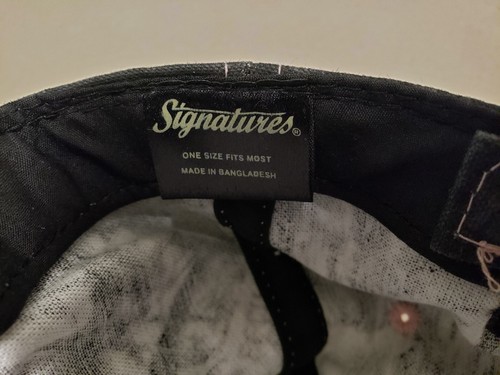 Signatures®
ONE SIZE FITS MOST
MADE IN BANGLADESH